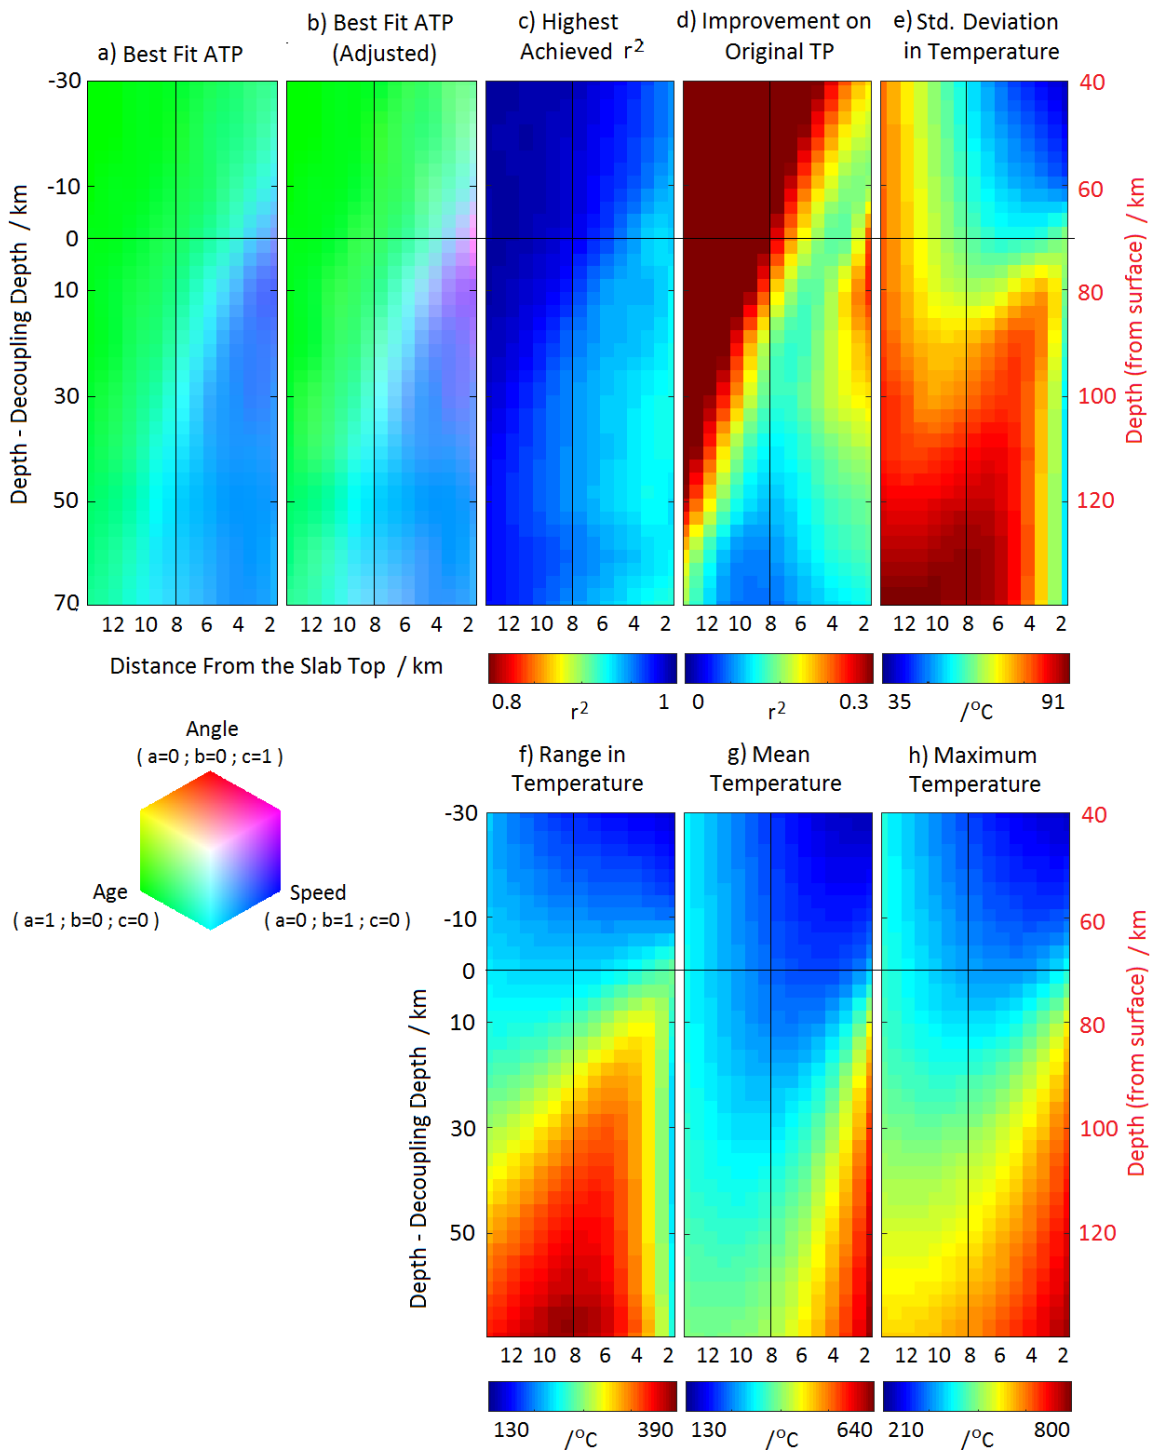 a) Best Fit ATP
b) Best Fit ATP
(Adjusted)
c) Highest
Achieved r2
d) Improvement on
Original TP
e) Std. Deviation
in Temperature
-30
-10
0
10
30
50
70
Depth - Decoupling Depth / km
40
60
80
100
120
Depth (from surface) / km
12 10 8 6 4 2
12 10 8 6 4 2
12 10 8 6 4 2
12 10 8 6 4 2
12 10 8 6 4 2
Distance From the Slab Top / km
0.8 1
r2
0 0.3
r2
35 91
/oC
Angle
( a=0 ; b=0 ; c=1 )
Age
( a=1 ; b=0 ; c=0 )
Speed
( a=0 ; b=1 ; c=0 )
f) Range in
Temperature
g) Mean
Temperature
h) Maximum
Temperature
-30
-10
0
10
30
50
Depth - Decoupling Depth / km
40
60
80
100
120
Depth (from surface) / km
12 10 8 6 4 2
12 10 8 6 4 2
12 10 8 6 4 2
130 390
/oC
130 640
/oC
210 800
/oC